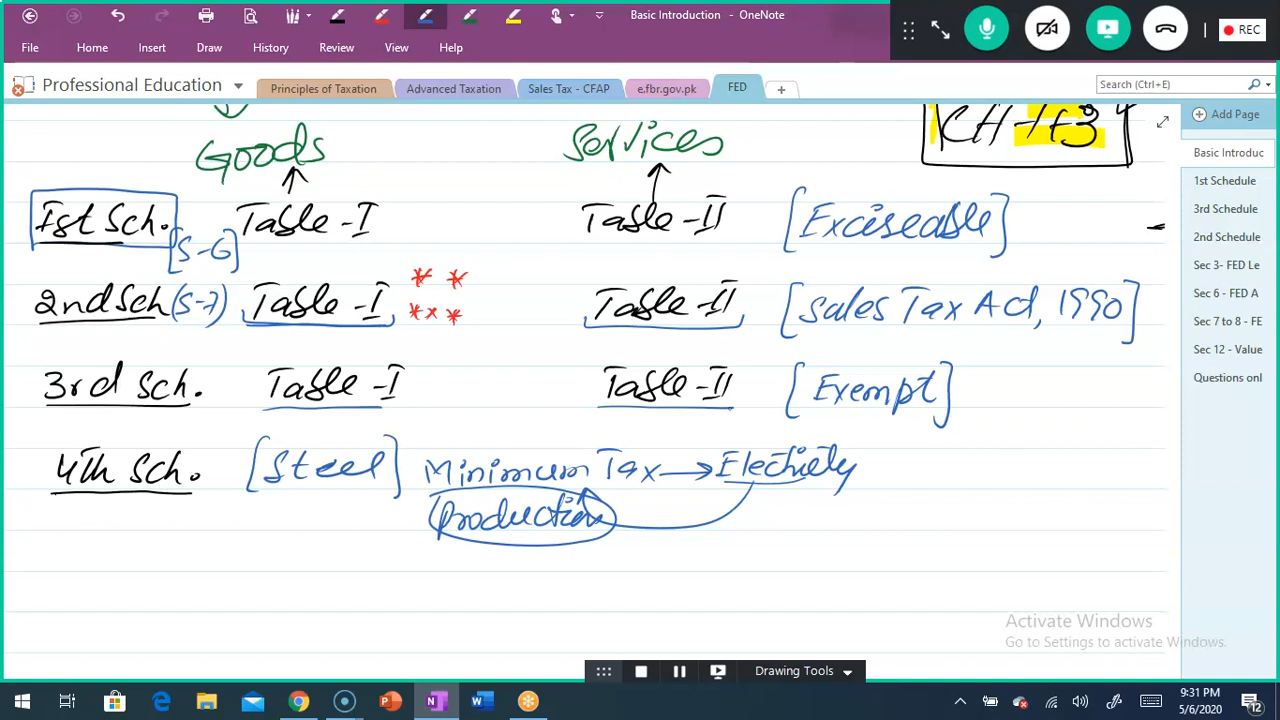 Basic Introduction - OneNote
REC
File Home Insert Draw History Review View Help
Professional Education
Principles of Taxation Advanced Taxation Sales Tax - CFAP e.fbr.gov.pk FED
Search (Ctrl+E)
Add Page
Basic Introduc
1st Schedule
3rd Schedule
2nd Schedule
Sec 3- FED Le
Sec 6 - FED A
Sec 7 to 8 - FE
Sec 12 - Value
Questions onl
Goods Services
1st Sch. [S-6] Table-I Table-II [Exciseable]
2nd Sch (S-7) Table-I Table-II [Sales Tax Act, 1990]
3rd Sch. Table-I Table-II [Exempt]
4th Sch. [Steel] Minimum Tax → Electricity
production
Activate Windows
Go to Settings to activate Windows.
Drawing Tools
9:31 PM
5/6/2020
12